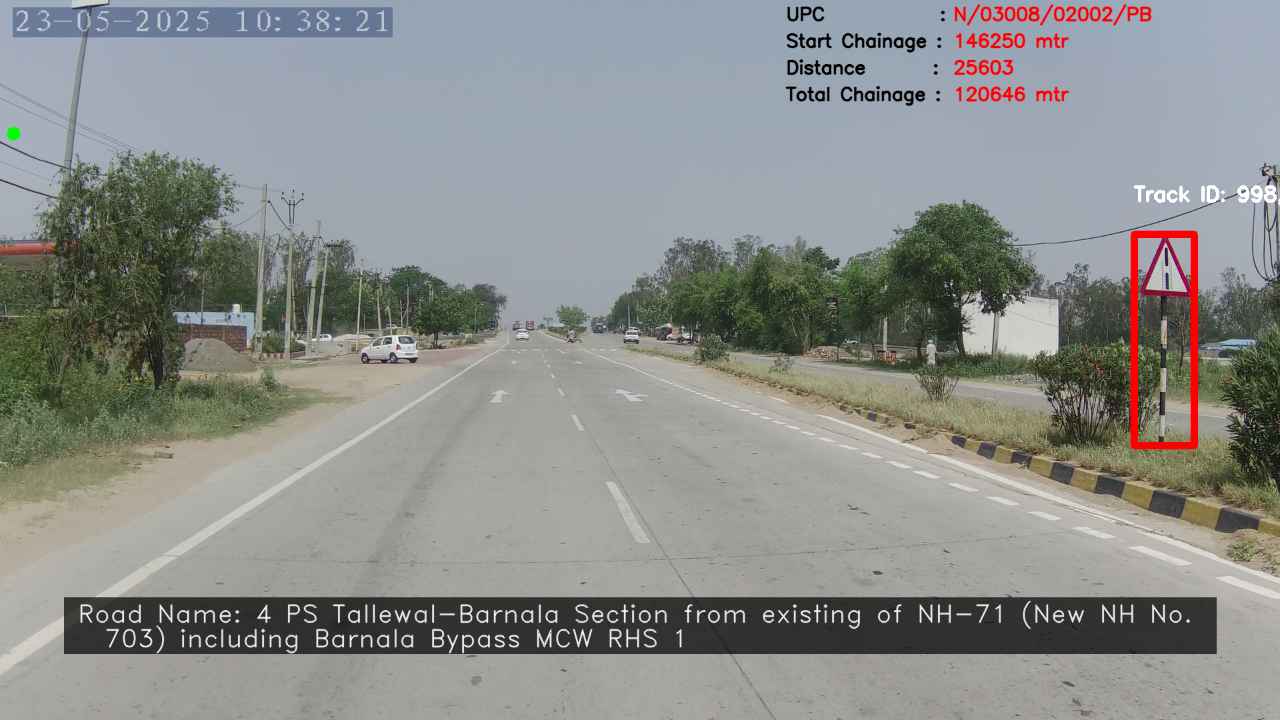 23-05-2025 10:38:21
UPC : N/03008/02002/PB
Start Chainage : 146250 mtr
Distance : 25603
Total Chainage : 120646 mtr
Track ID: 998
Road Name: 4 PS Tallewal-Barnala Section from existing of NH-71 (New NH No.
703) including Barnala Bypass MCW RHS 1